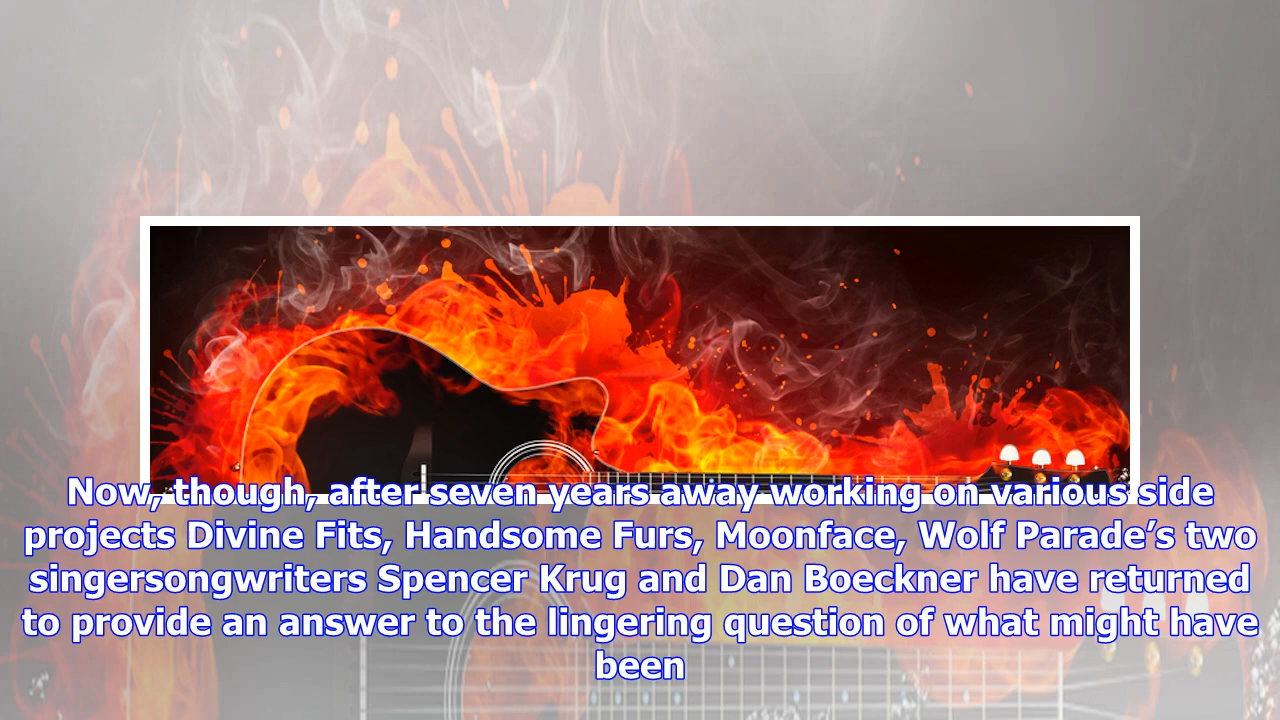 Now, though, after seven years away working on various side
projects Divine Fits, Handsome Furs, Moonface, Wolf Parade’s two
singersongwriters Spencer Krug and Dan Boeckner have returned
to provide an answer to the lingering question of what might have
been